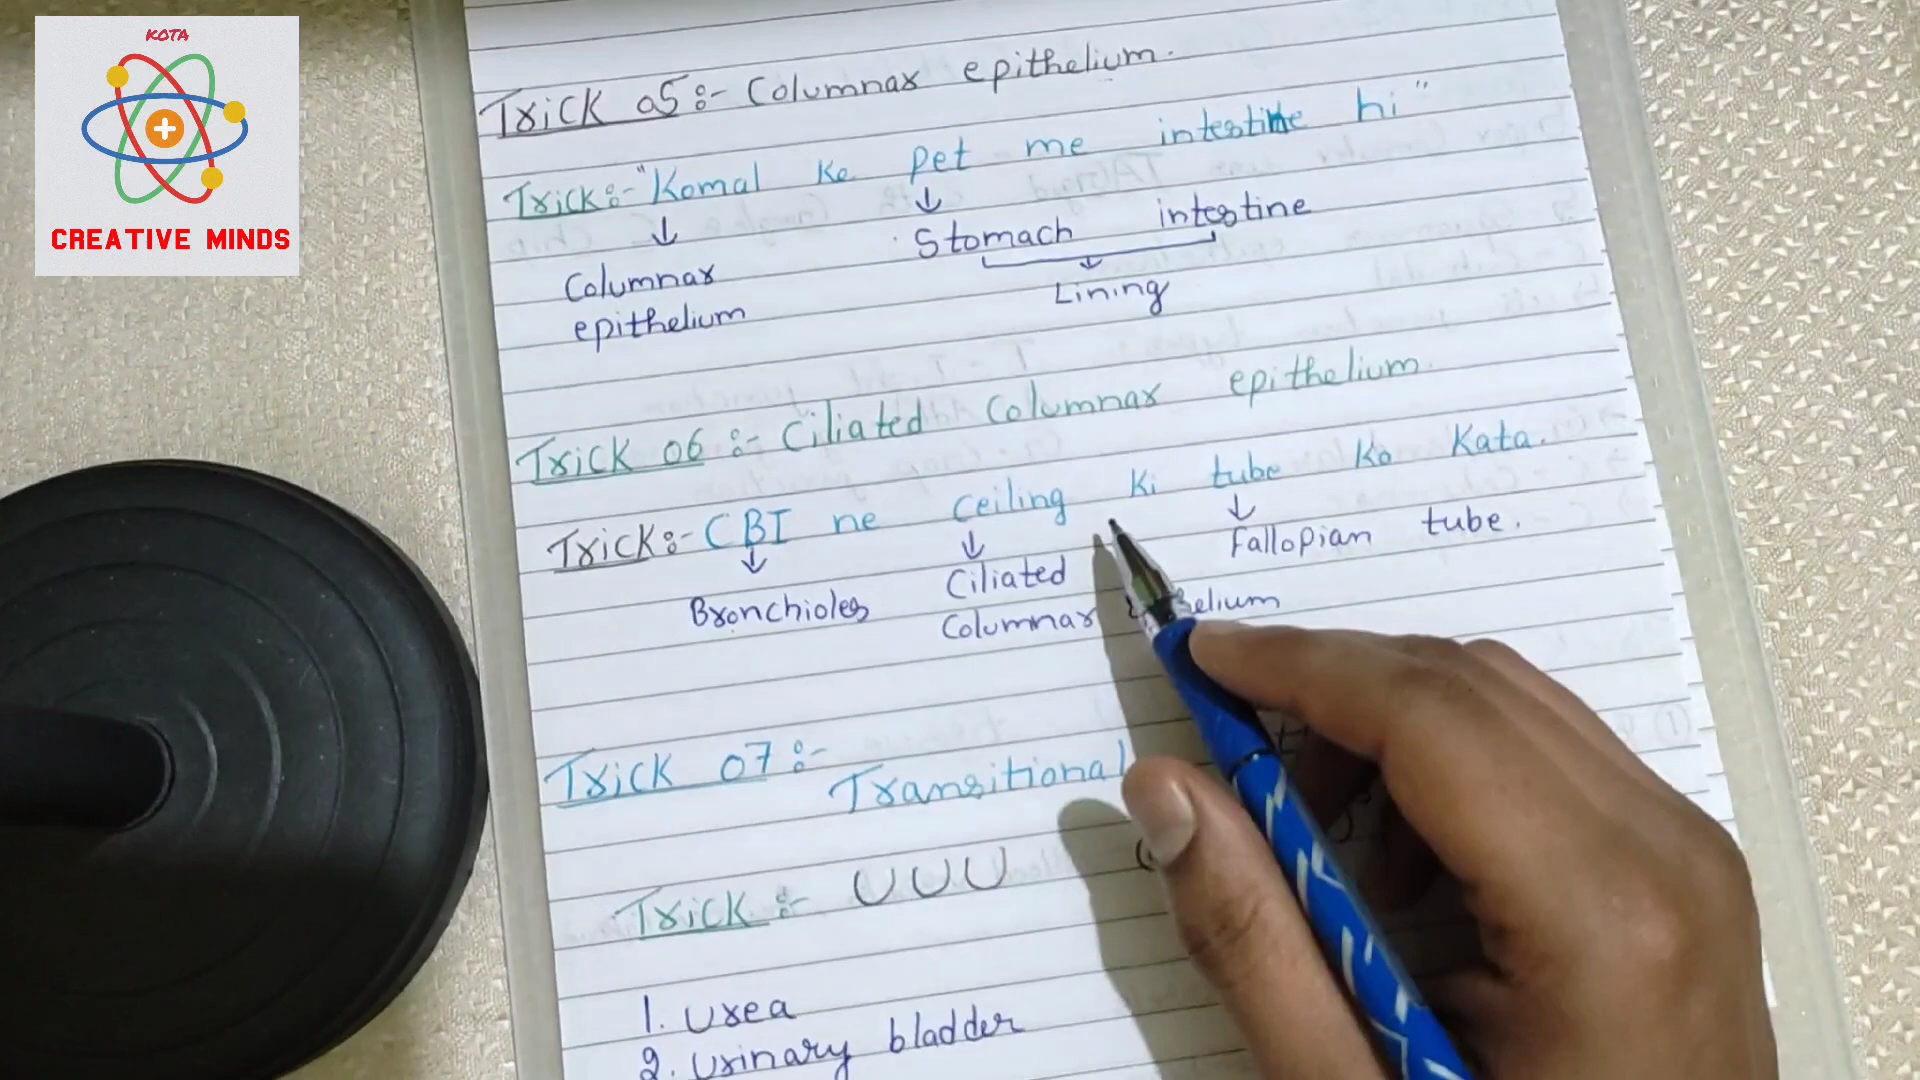 KOTA
CREATIVE MINDS
Trick 05:- Columnar epithelium.
Trick:- "Komal ke pet me intestine hi"
Stomach intestine
Columnar Lining
epithelium
Trick 06:- Ciliated Columnar epithelium.
Trick:- CBI ne ceiling ki tube ko kata.
Bronchioles Ciliated Fallopian tube.
Columnar helium
Trick 07:-
Transitional
Trick:- UUU
1. Urea
2. Urinary bladder